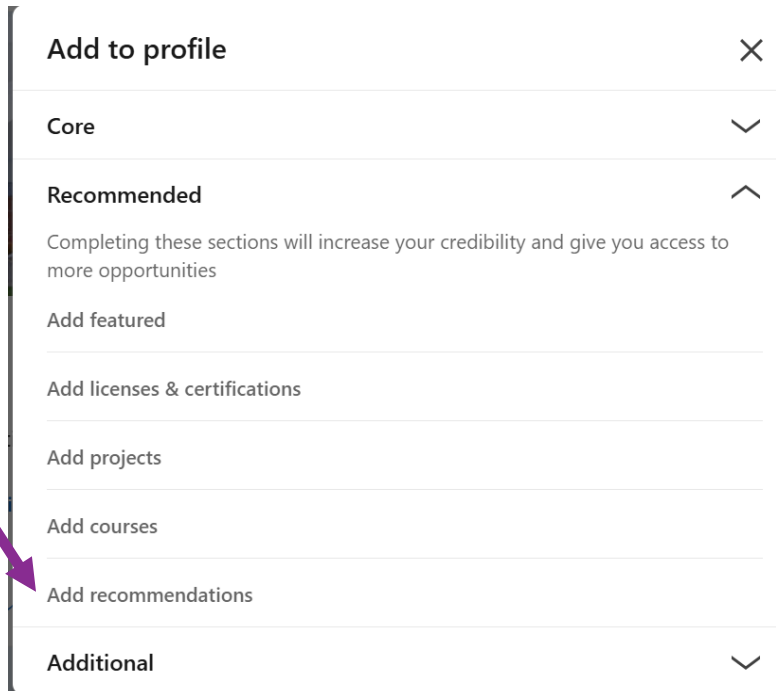 Add to profile
Core
Recommended
Completing these sections will increase your credibility and give you access to
more opportunities
Add featured
Add licenses & certifications
Add projects
Add courses
Add recommendations
Additional